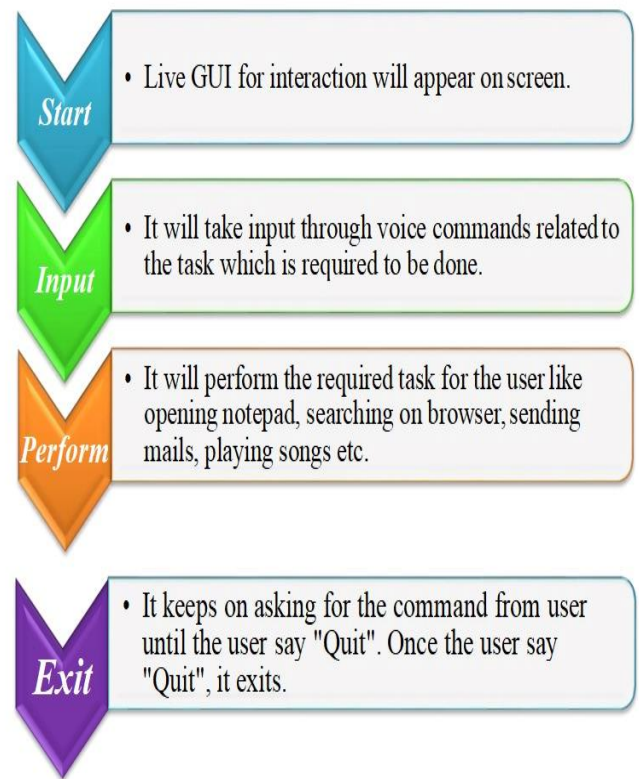 Start
• Live GUI for interaction will appear on screen.
Input
• It will take input through voice commands related to
the task which is required to be done.
Perform
• It will perform the required task for the user like
opening notepad, searching on browser, sending
mails, playing songs etc.
Exit
• It keeps on asking for the command from user
until the user say "Quit". Once the user say
"Quit", it exits.